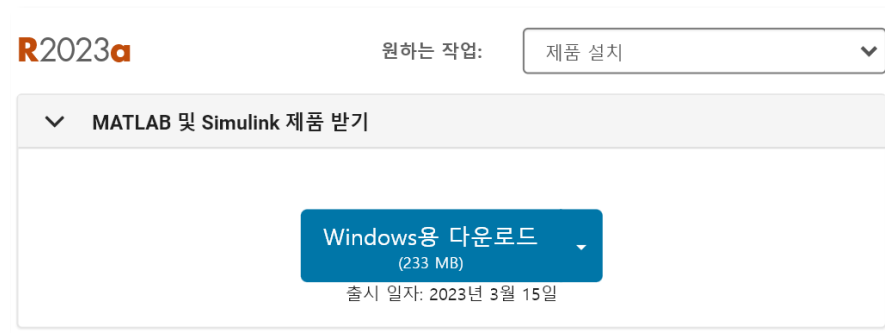 R2023a
원하는 작업:
제품 설치
MATLAB 및 Simulink 제품 받기
Windows용 다운로드
(233 MB)
출시 일자: 2023년 3월 15일